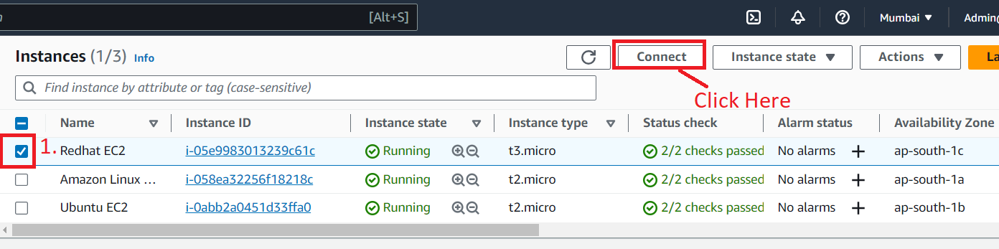 [Alt+S] Mumbai Admin@
Instances (1/3) Info Connect Instance state Actions La
Find instance by attribute or tag (case-sensitive)
Click Here
Name Instance ID Instance state Instance type Status check Alarm status Availability Zone
1. Redhat EC2 i-05e9983013239c61c Running t3.micro 2/2 checks passed No alarms + ap-south-1c
Amazon Linux ... i-058ea32256f18218c Running t2.micro 2/2 checks passed No alarms + ap-south-1a
Ubuntu EC2 i-0abb2a0451d33ffa0 Running t2.micro 2/2 checks passed No alarms + ap-south-1b